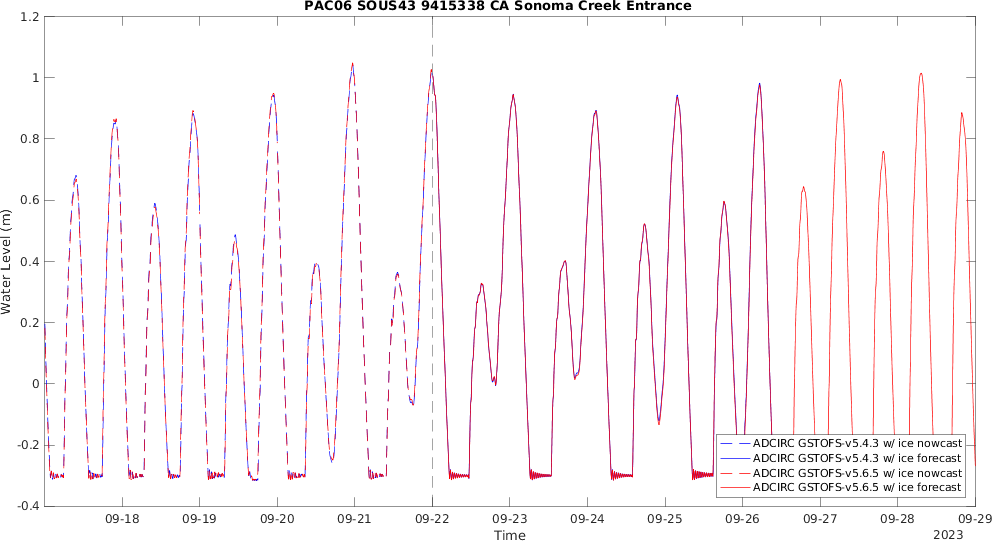 PAC06 SOUS43 9415338 CA Sonoma Creek Entrance
1.2
1
0.8
0.6
0.4
0.2
0
-0.2
-0.4
Water Level (m)
ADCIRC GSTOFS-v5.4.3 w/ ice nowcast
ADCIRC GSTOFS-v5.4.3 w/ ice forecast
ADCIRC GSTOFS-v5.6.5 w/ ice nowcast
ADCIRC GSTOFS-v5.6.5 w/ ice forecast
09-18 09-19 09-20 09-21 09-22 09-23 09-24 09-25 09-26 09-27 09-28 09-29
Time
2023